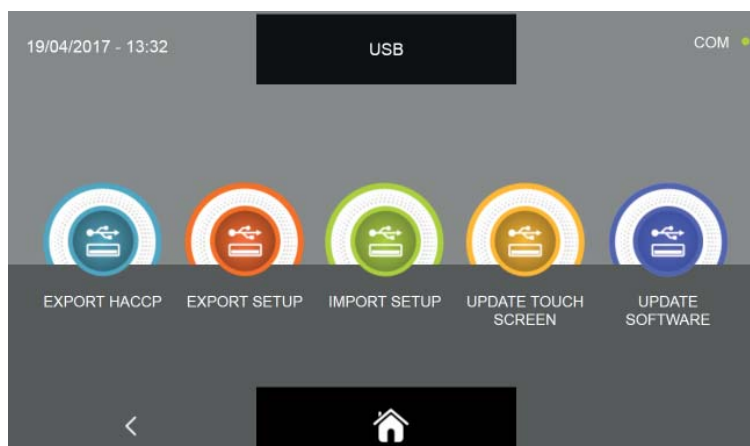 19/04/2017 - 13:32
USB
COM
EXPORT HACCP
EXPORT SETUP
IMPORT SETUP
UPDATE TOUCH
SCREEN
UPDATE
SOFTWARE